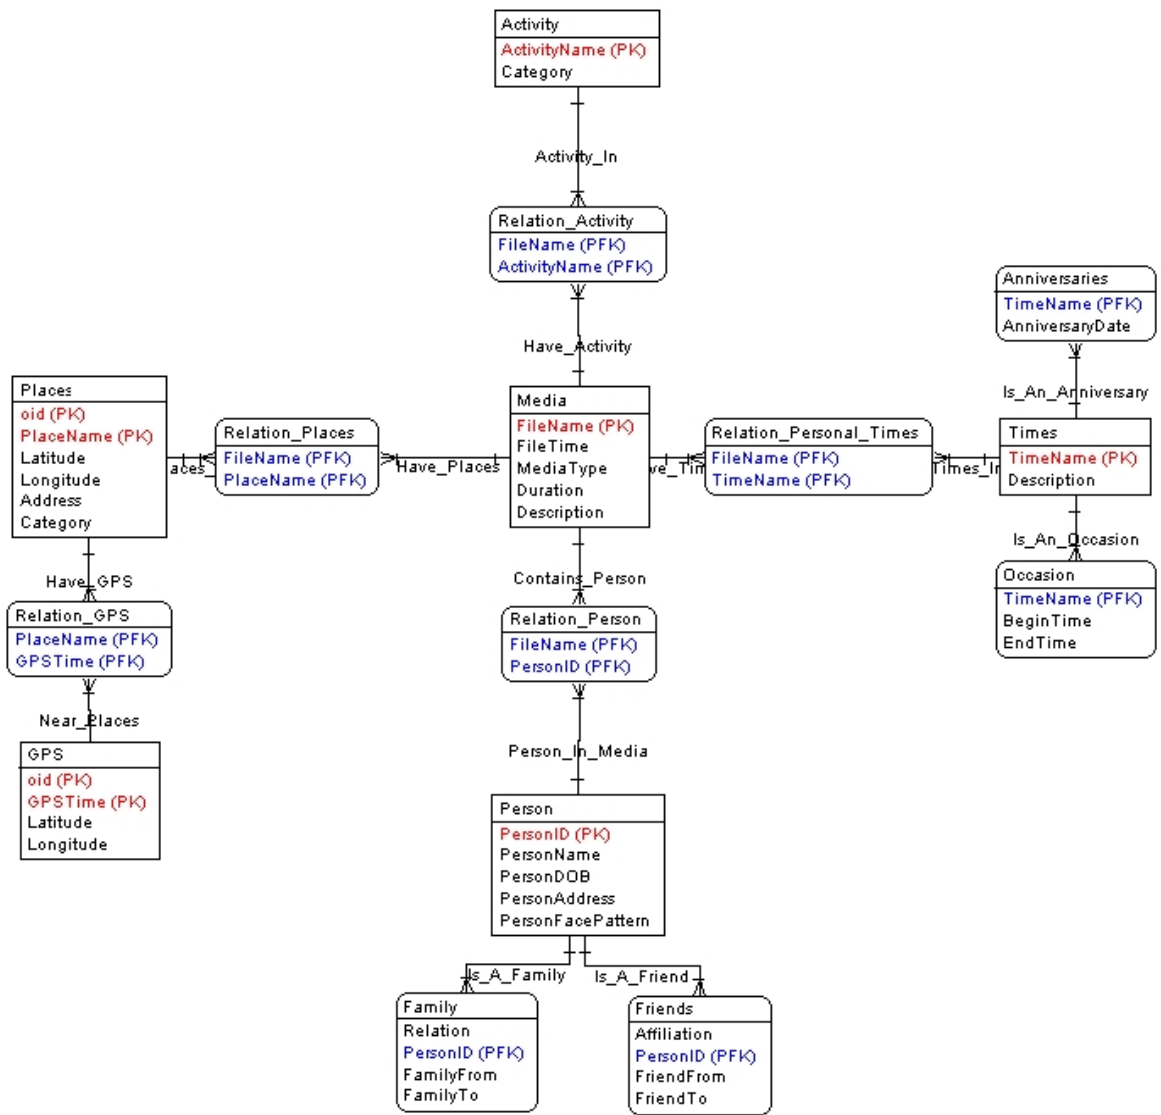 Activity
ActivityName (PK)
Category
Activity_In
Relation_Activity
FileName (PFK)
ActivityName (PFK)
Have_Activity
Anniversaries
TimeName (PFK)
AnniversaryDate
Is_An_Anniversary
Places
oid (PK)
PlaceName (PK)
Latitude
Longitude
Address
Category
aces_
Relation_Places
FileName (PFK)
PlaceName (PFK)
Have_Places
Media
FileName (PK)
FileTime
MediaType
Duration
Description
ve_Tim
Relation_Personal_Times
FileName (PFK)
TimeName (PFK)
Times_In
Times
TimeName (PK)
Description
Is_An_Occasion
Occasion
TimeName (PFK)
BeginTime
EndTime
Have_GPS
Relation_GPS
PlaceName (PFK)
GPSTime (PFK)
Near_Places
GPS
oid (PK)
GPSTime (PK)
Latitude
Longitude
Contains_Person
Relation_Person
FileName (PFK)
PersonID (PFK)
Person_In_Media
Person
PersonID (PK)
PersonName
PersonDOB
PersonAddress
PersonFacePattern
Is_A_Family
Is_A_Friend
Family
Relation
PersonID (PFK)
FamilyFrom
FamilyTo
Friends
Affiliation
PersonID (PFK)
FriendFrom
FriendTo